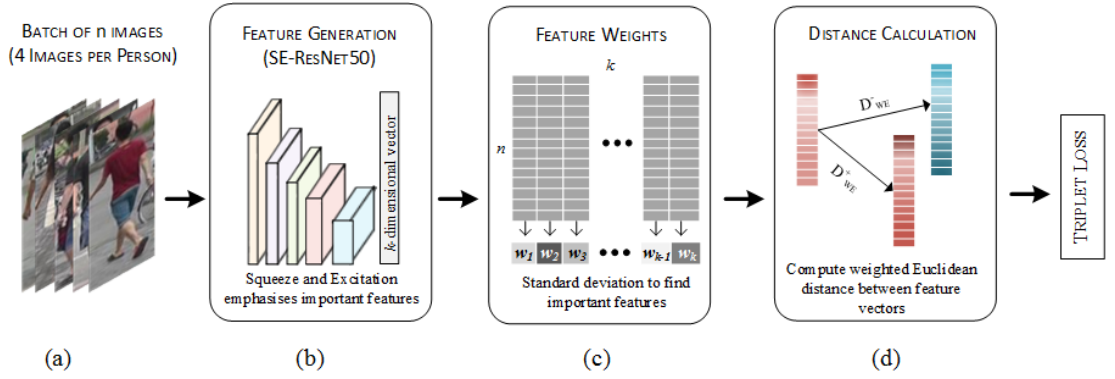 BATCH OF n IMAGES
(4 IMAGES PER PERSON)
(a)
FEATURE GENERATION
(SE-RESNET50)
k-dimensional vector
Squeeze and Excitation
emphasises important features
(b)
FEATURE WEIGHTS
k
n
w1 w2 w3 ••• wk-1 wk
Standard deviation to find
important features
(c)
DISTANCE CALCULATION
D-WE
D+WE
Compute weighted Euclidean
distance between feature
vectors
(d)
TRIPLET LOSS